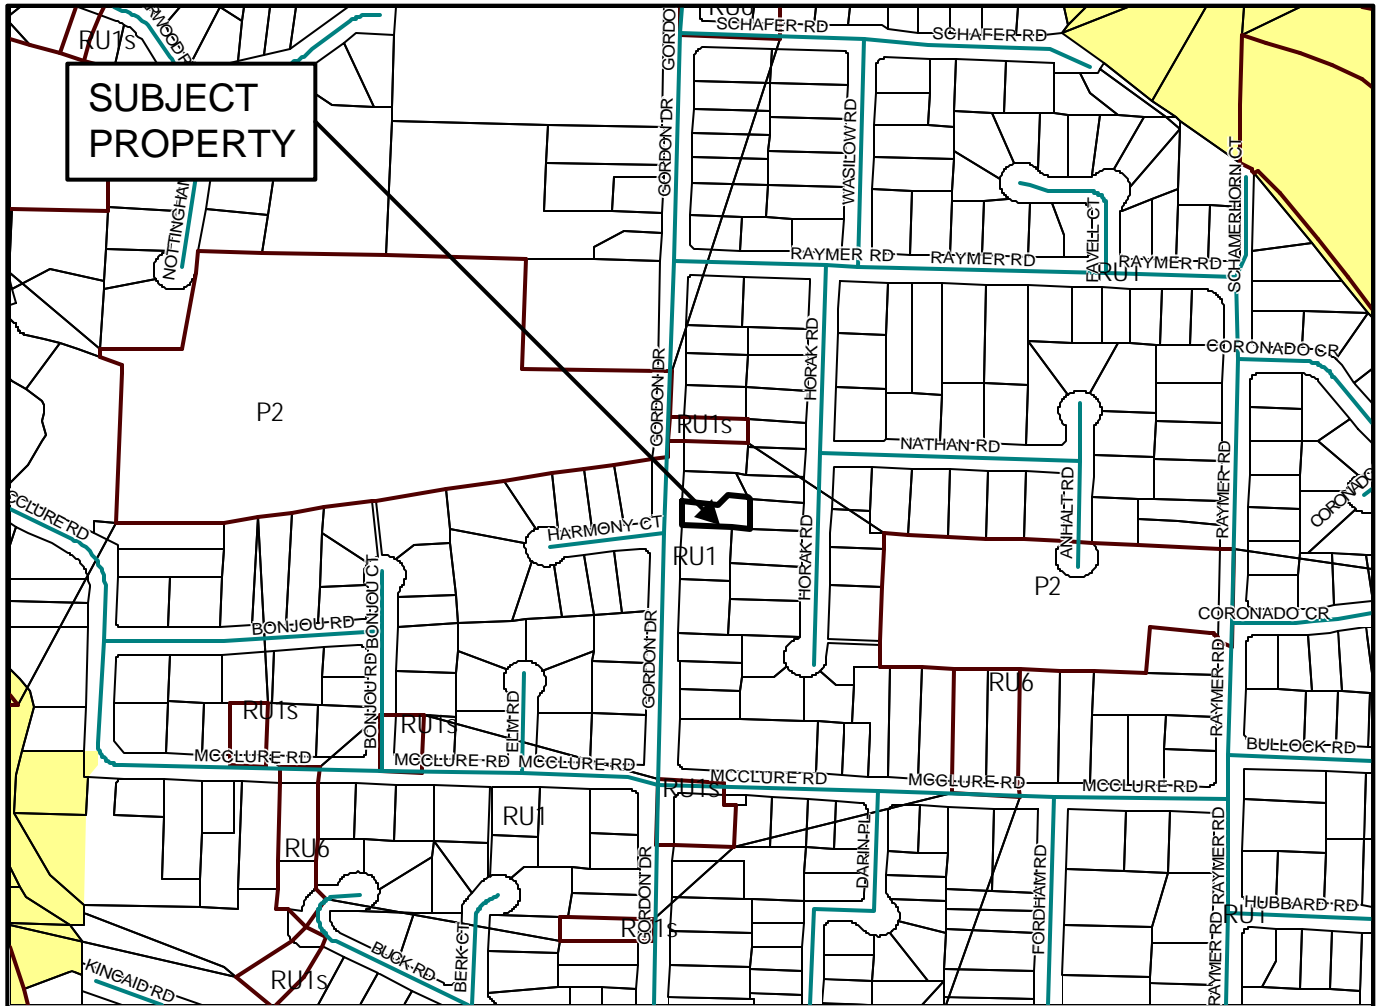 RU6
SCHAFER RD
SCHAFER RD
RU1s
GORDON DR
SUBJECT
PROPERTY
WASILOW RD
SCHAMERHORN CT
FAVELL CT
RAYMER RD
RAYMER RD
RAYMER RD
RU1
HORAK RD
CORONADO CR
GORDON DR
P2
RU1s
NATHAN RD
RAYMER RD
ANHALT RD
HARMONY CT
RU1
HORAK RD
P2
CORONADO CR
BONJOU CT
BONJOU RD
BONJOU RD
GORDON DR
ELM RD
RU6
RAYMER RD
RU1s
RU1s
MCCLURE RD
MCCLURE RD
MCCLURE RD
BULLOCK RD
MCCLURE RD
MCCLURE RD
MCCLURE RD
RU1s
RU1
RU6
DARIN PL
FORDHAM RD
GORDON DR
RAYMER RD
RAYMER RD
HUBBARD RD
RU1
RU1s
BERK CT
BUCK RD
KINCAID RD
RU1s